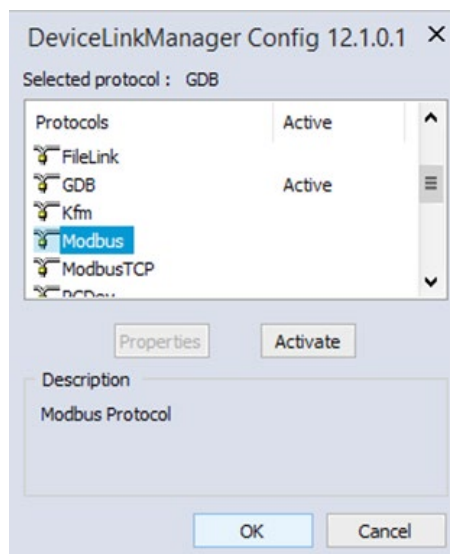 DeviceLinkManager Config 12.1.0.1
Selected protocol : GDB
Protocols Active
FileLink
GDB Active
Kfm
Modbus
ModbusTCP
Properties Activate
Description
Modbus Protocol
OK Cancel